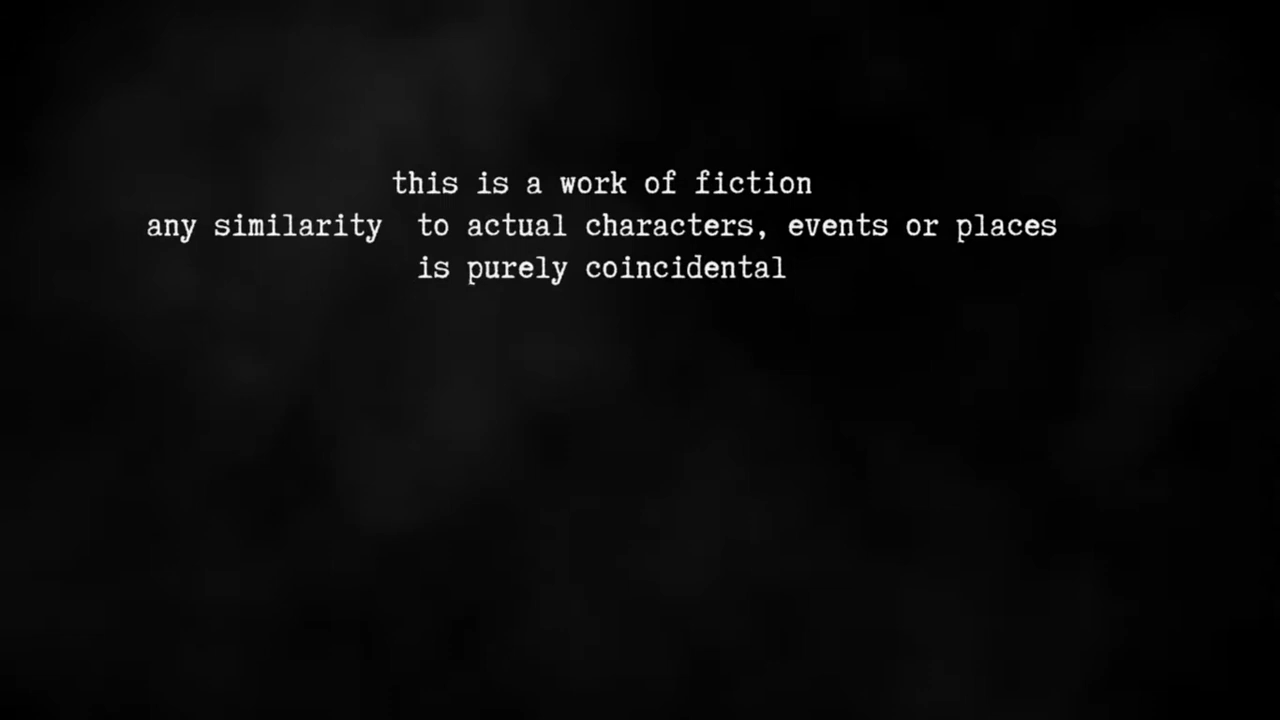 this is a work of fiction
any similarity  to actual characters, events or places
is purely coincidental